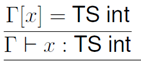 Γ[x] = TS int
Γ ⊢ x : TS int